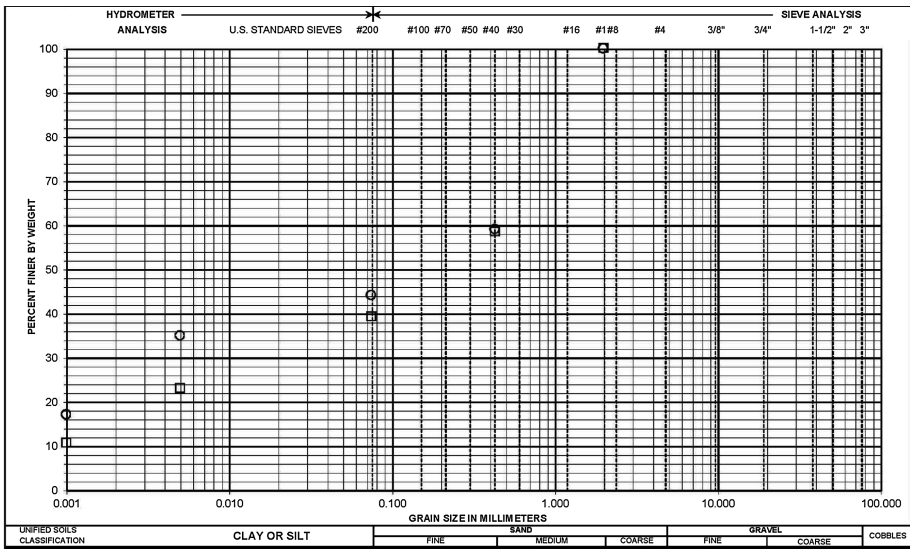 HYDROMETER ANALYSIS
SIEVE ANALYSIS
U.S. STANDARD SIEVES #200 #100 #70 #50 #40 #30 #16 #1#8 #4 3/8" 3/4" 1-1/2" 2" 3"
PERCENT FINER BY WEIGHT
100
90
80
70
60
50
40
30
20
10
0
0.001 0.010 0.100 1.000 10.000 100.000
GRAIN SIZE IN MILLIMETERS
UNIFIED SOILS CLASSIFICATION
CLAY OR SILT
SAND
FINE MEDIUM COARSE
GRAVEL
FINE COARSE
COBBLES